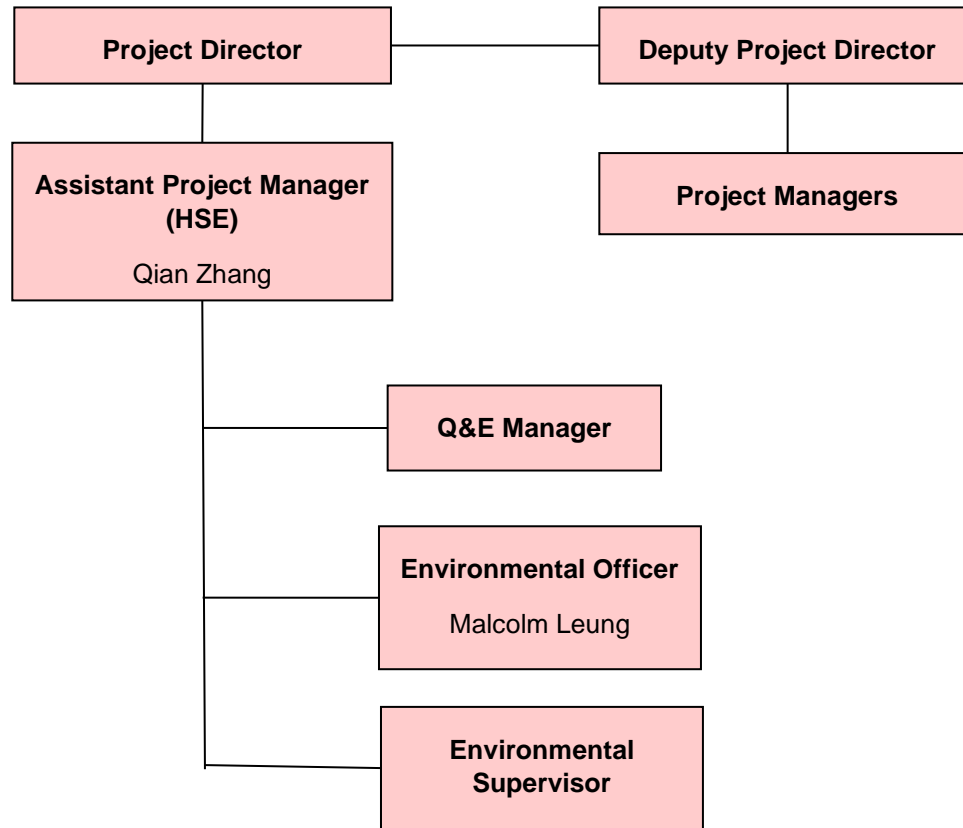 Project Director
Deputy Project Director
Assistant Project Manager
(HSE)
Qian Zhang
Project Managers
Q&E Manager
Environmental Officer
Malcolm Leung
Environmental
Supervisor